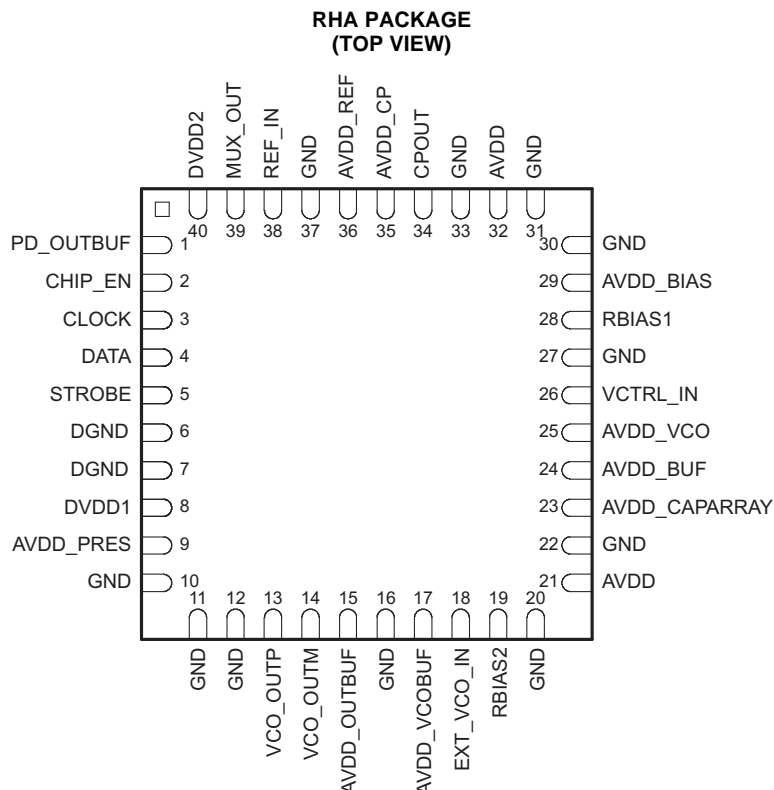 RHA PACKAGE
(TOP VIEW)
DVDD2
MUX_OUT
REF_IN
GND
AVDD_REF
AVDD_CP
CPOUT
GND
AVDD
GND
40 39 38 37 36 35 34 33 32 31
PD_OUTBUF 1
CHIP_EN 2
CLOCK 3
DATA 4
STROBE 5
DGND 6
DGND 7
DVDD1 8
AVDD_PRES 9
GND 10
30 GND
29 AVDD_BIAS
28 RBIAS1
27 GND
26 VCTRL_IN
25 AVDD_VCO
24 AVDD_BUF
23 AVDD_CAPARRAY
22 GND
21 AVDD
11 12 13 14 15 16 17 18 19 20
GND
GND
VCO_OUTP
VCO_OUTM
AVDD_OUTBUF
GND
AVDD_VCOBUF
EXT_VCO_IN
RBIAS2
GND